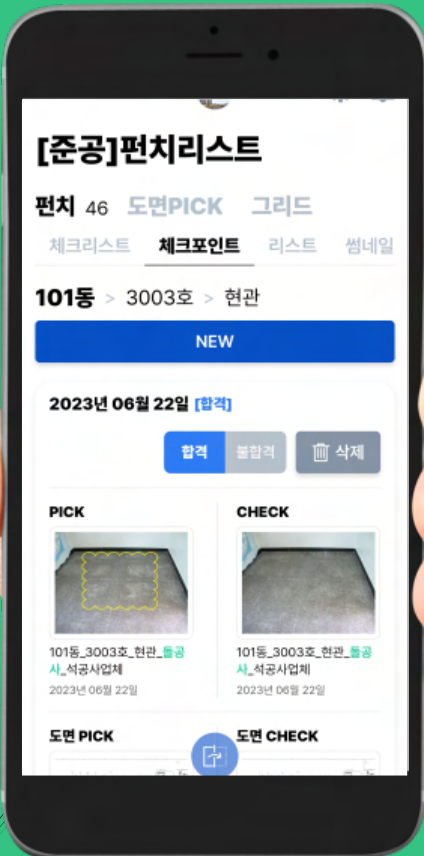 [준공]펀치리스트
펀치 46 도면PICK 그리드
체크리스트 체크포인트 리스트 썸네일
101동 > 3003호 > 현관
NEW
2023년 06월 22일 [합격]
합격 불합격 삭제
PICK CHECK
101동_3003호_현관_돌공
사_석공사업체
2023년 06월 22일
101동_3003호_현관_돌공
사_석공사업체
2023년 06월 22일
도면 PICK 도면 CHECK